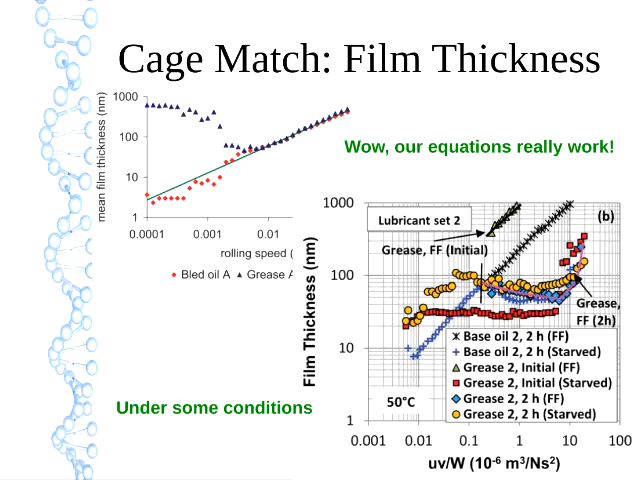 Cage Match: Film Thickness
mean film thickness (nm)
1000
100
10
1
0.0001
0.001
0.01
rolling speed (
Bled oil A
Grease A
Wow, our equations really work!
Film Thickness (nm)
1000
100
10
1
Lubricant set 2
(b)
Grease, FF (Initial)
Grease,
FF (2h)
Base oil 2, 2 h (FF)
Base oil 2, 2 h (Starved)
Grease 2, Initial (FF)
Grease 2, Initial (Starved)
Grease 2, 2 h (FF)
Grease 2, 2 h (Starved)
50°C
0.001
0.01
0.1
1
10
100
uv/W (10⁻⁶ m³/Ns²)
Under some conditions